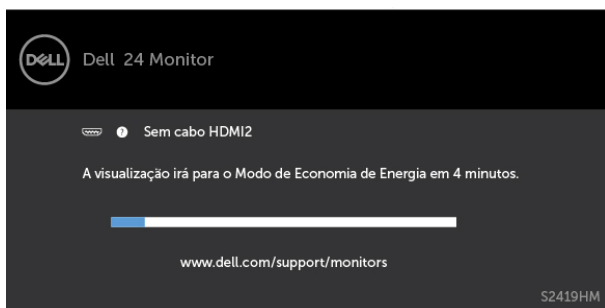 DELL
Dell 24 Monitor
? Sem cabo HDMI2
A visualização irá para o Modo de Economia de Energia em 4 minutos.
www.dell.com/support/monitors
S2419HM